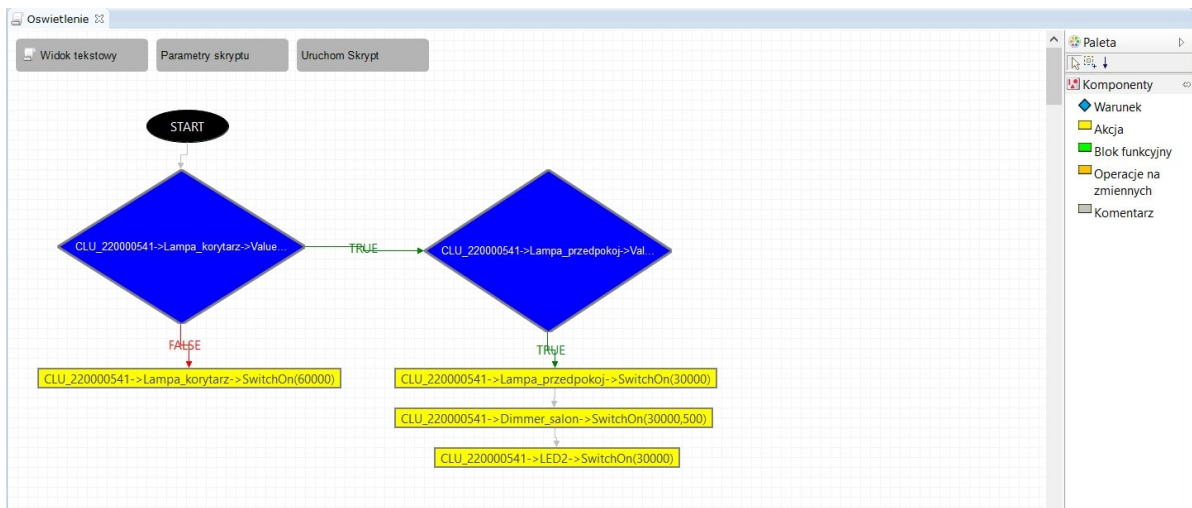 Oswietlenie
Widok tekstowy
Parametry skryptu
Uruchom Skrypt
START
CLU_220000541->Lampa_korytarz->Value...
TRUE
CLU_220000541->Lampa_przedpokoj->Val...
FALSE
TRUE
CLU_220000541->Lampa_korytarz->SwitchOn(60000)
CLU_220000541->Lampa_przedpokoj->SwitchOn(30000)
CLU_220000541->Dimmer_salon->SwitchOn(30000,500)
CLU_220000541->LED2->SwitchOn(30000)
Paleta
Komponenty
Warunek
Akcja
Blok funkcyjny
Operacje na
zmiennych
Komentarz